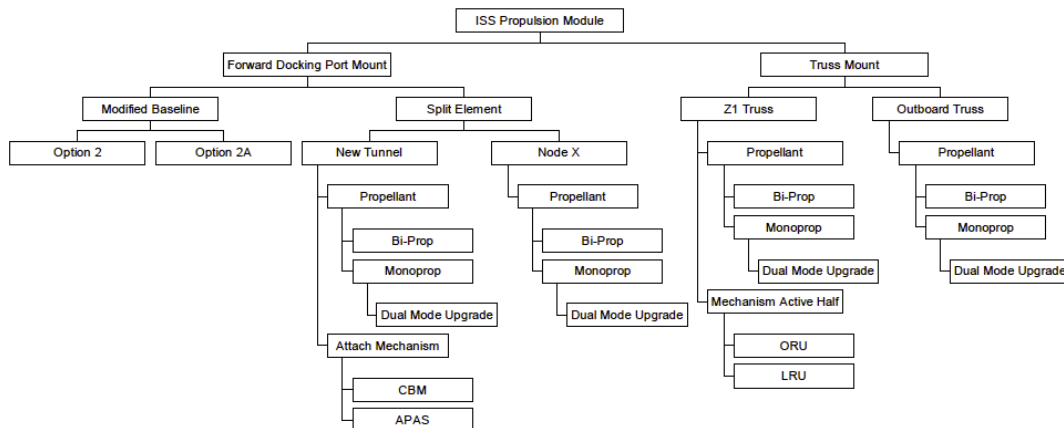 ISS Propulsion Module
Forward Docking Port Mount
Truss Mount
Modified Baseline
Split Element
Z1 Truss
Outboard Truss
Option 2
Option 2A
New Tunnel
Node X
Propellant
Propellant
Propellant
Propellant
Bi-Prop
Bi-Prop
Bi-Prop
Bi-Prop
Monoprop
Monoprop
Monoprop
Monoprop
Dual Mode Upgrade
Dual Mode Upgrade
Dual Mode Upgrade
Dual Mode Upgrade
Mechanism Active Half
Attach Mechanism
ORU
LRU
CBM
APAS